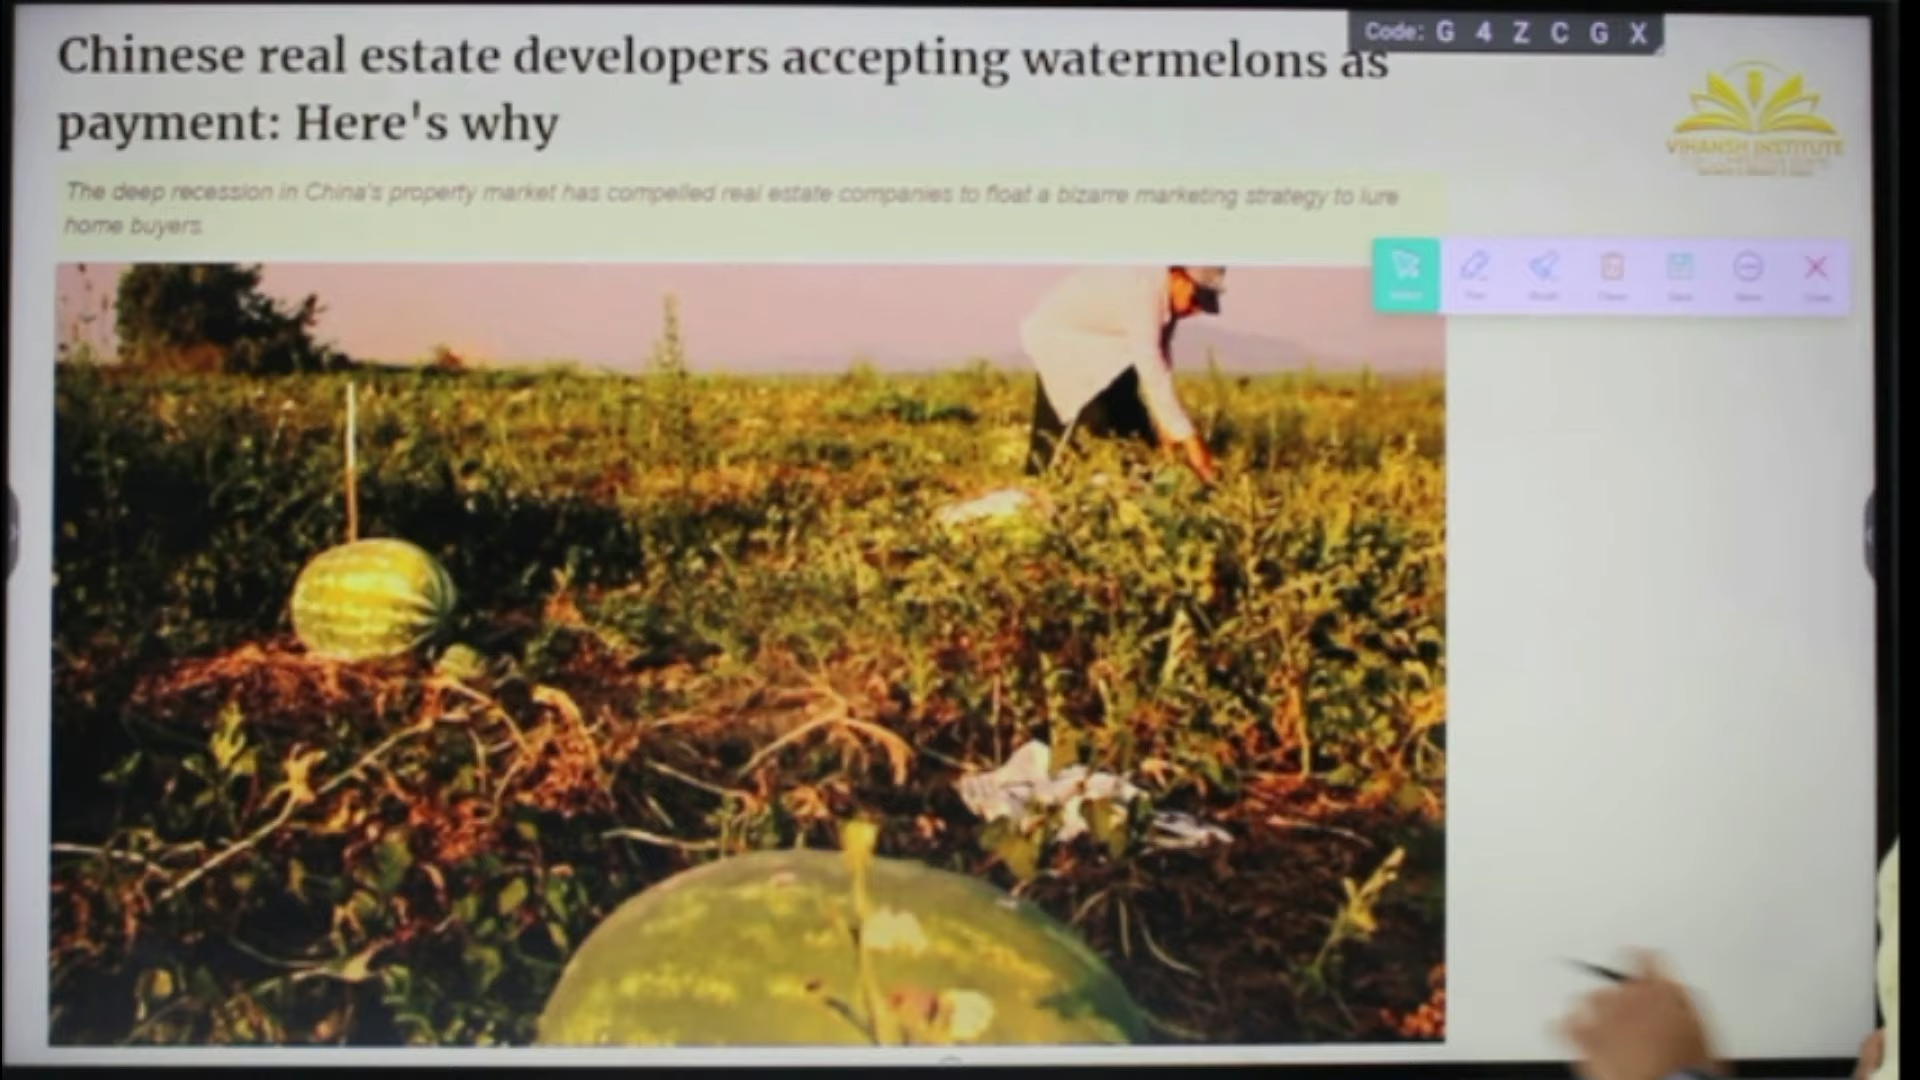 Code: G 4 Z C G X
Chinese real estate developers accepting watermelons as
payment: Here's why
VIHANSH INSTITUTE
The deep recession in China's property market has compelled real estate companies to float a bizarre marketing strategy to lure
home buyers